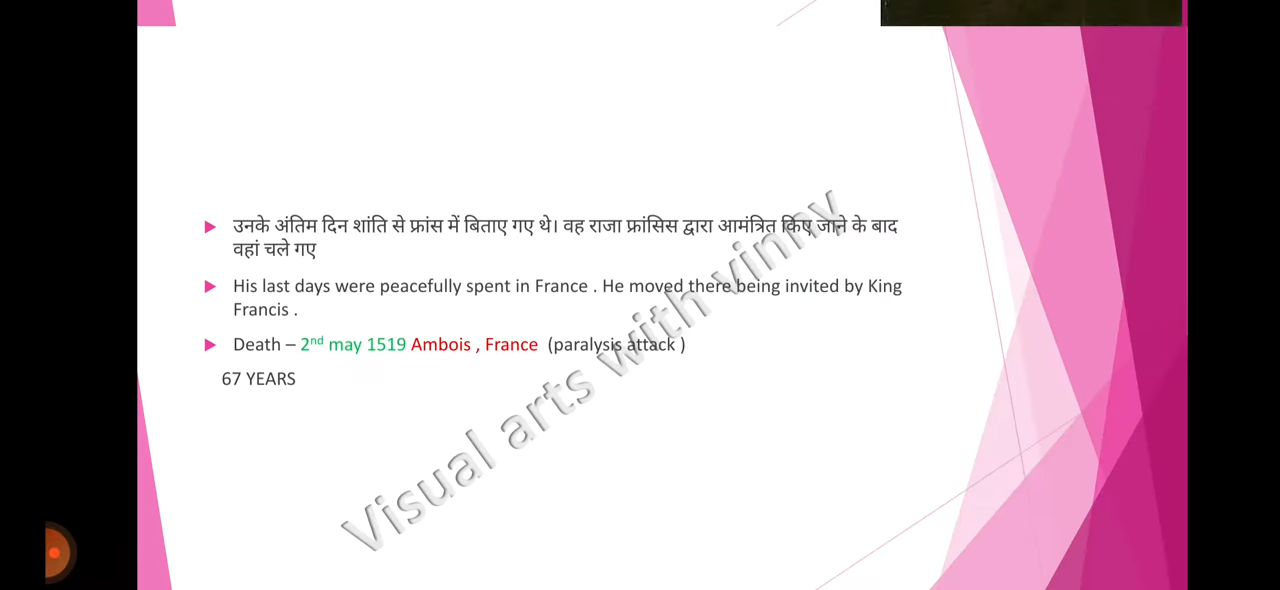 उनके अंतिम दिन शांति से फ्रांस में बिताए गए थे। वह राजा फ्रांसिस द्वारा आमंत्रित किए जाने के बाद
वहां चले गए
His last days were peacefully spent in France . He moved there being invited by King
Francis .
Death – 2nd may 1519 Ambois , France (paralysis attack )
67 YEARS
Visual arts with vinny